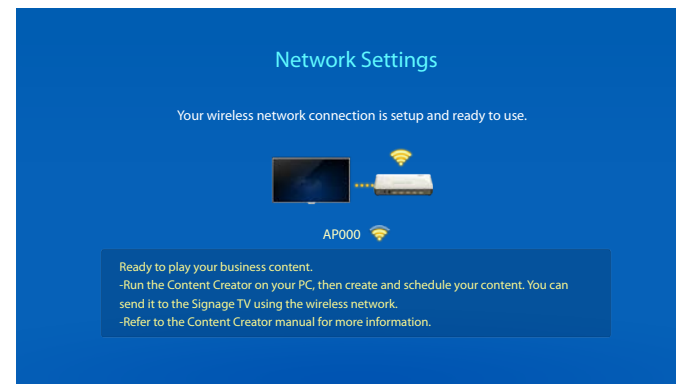 Network Settings
Your wireless network connection is setup and ready to use.
AP000
Ready to play your business content.
-Run the Content Creator on your PC, then create and schedule your content. You can
send it to the Signage TV using the wireless network.
-Refer to the Content Creator manual for more information.